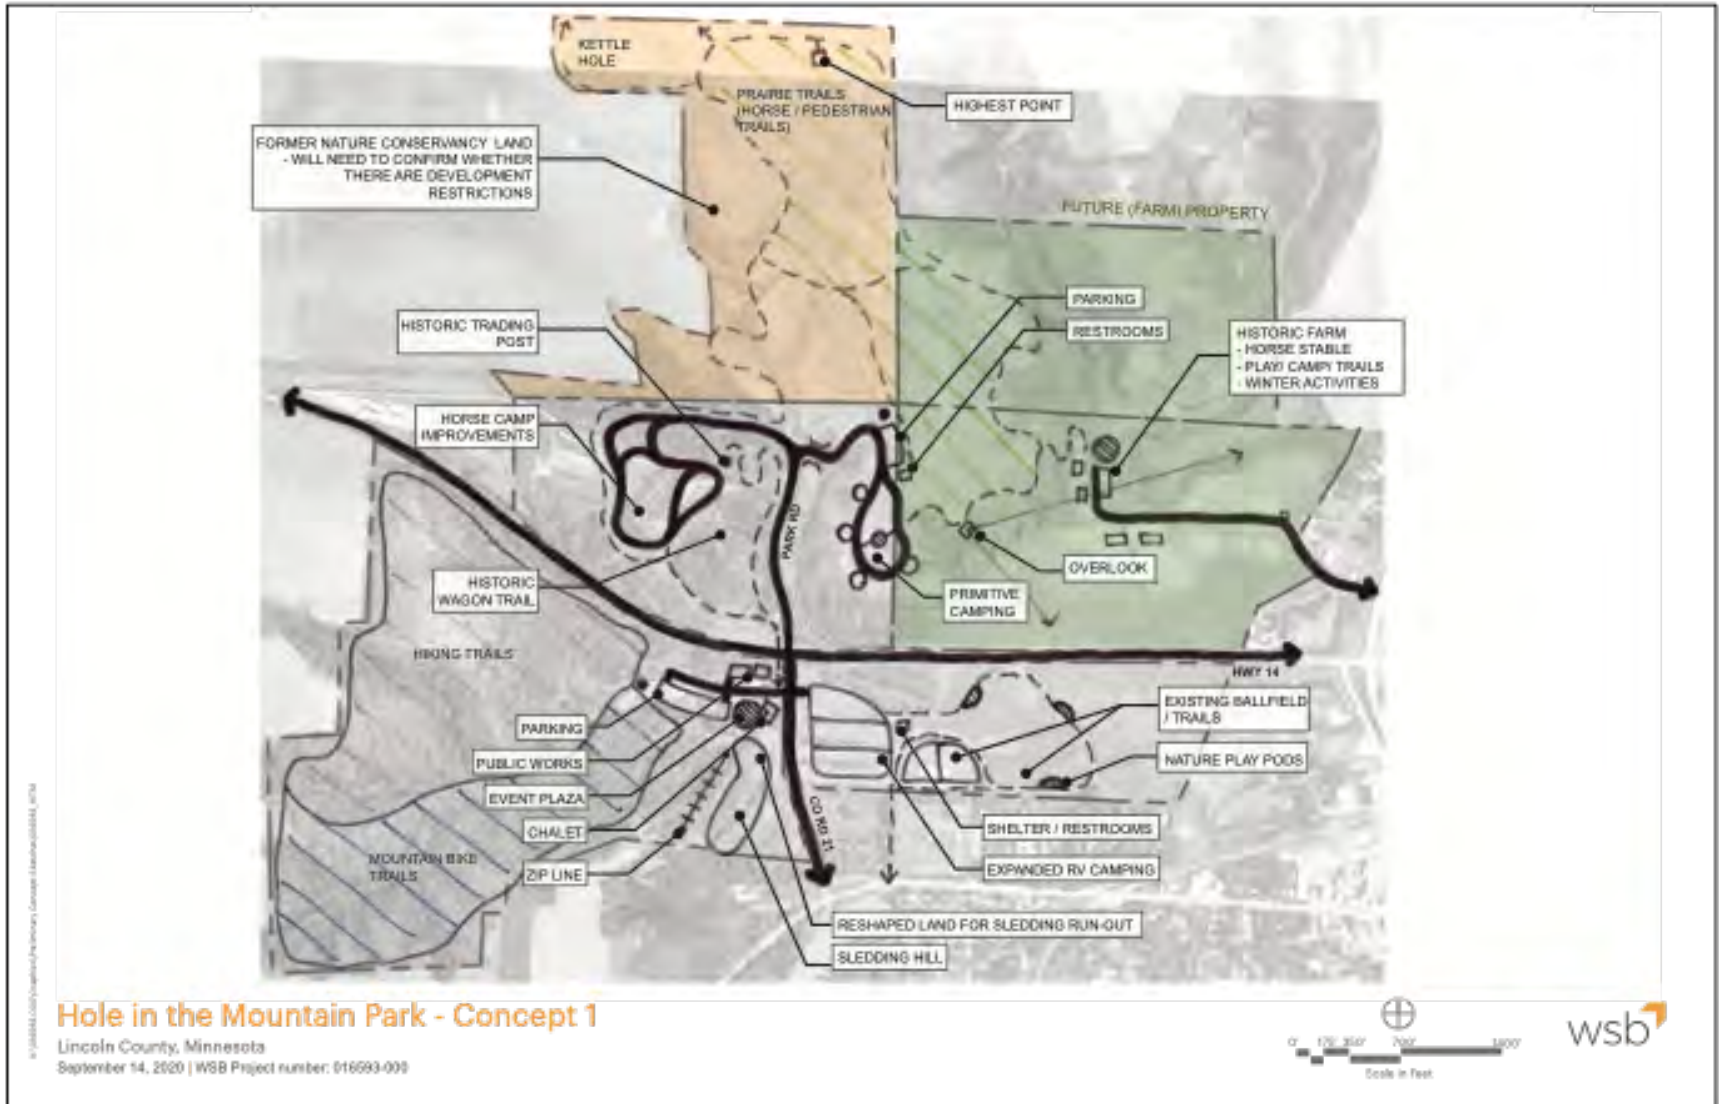 KETTLE
HOLE
PRAIRIE TRAILS
(HORSE / PEDESTRIAN
TRAILS)
HIGHEST POINT
FORMER NATURE CONSERVANCY LAND
- WILL NEED TO CONFIRM WHETHER
THERE ARE DEVELOPMENT
RESTRICTIONS
FUTURE (FARM) PROPERTY
PARKING
RESTROOMS
HISTORIC TRADING
POST
HISTORIC FARM
- HORSE STABLE
- PLAY/ CAMP/ TRAILS
- WINTER ACTIVITIES
HORSE CAMP
IMPROVEMENTS
PARK RD
OVERLOOK
HISTORIC
WAGON TRAIL
PRIMITIVE
CAMPING
HIKING TRAILS
HWY 14
EXISTING BALLFIELD
/ TRAILS
PARKING
PUBLIC WORKS
NATURE PLAY PODS
EVENT PLAZA
CHALET
CO RD 21
SHELTER / RESTROOMS
MOUNTAIN BIKE
TRAILS
ZIP LINE
EXPANDED RV CAMPING
RESHAPED LAND FOR SLEDDING RUN-OUT
SLEDDING HILL
Hole in the Mountain Park - Concept 1
Lincoln County, Minnesota
September 14, 2020 | WSB Project number: 016593-000
0' 175' 350' 700'
Scale in Feet
wsb